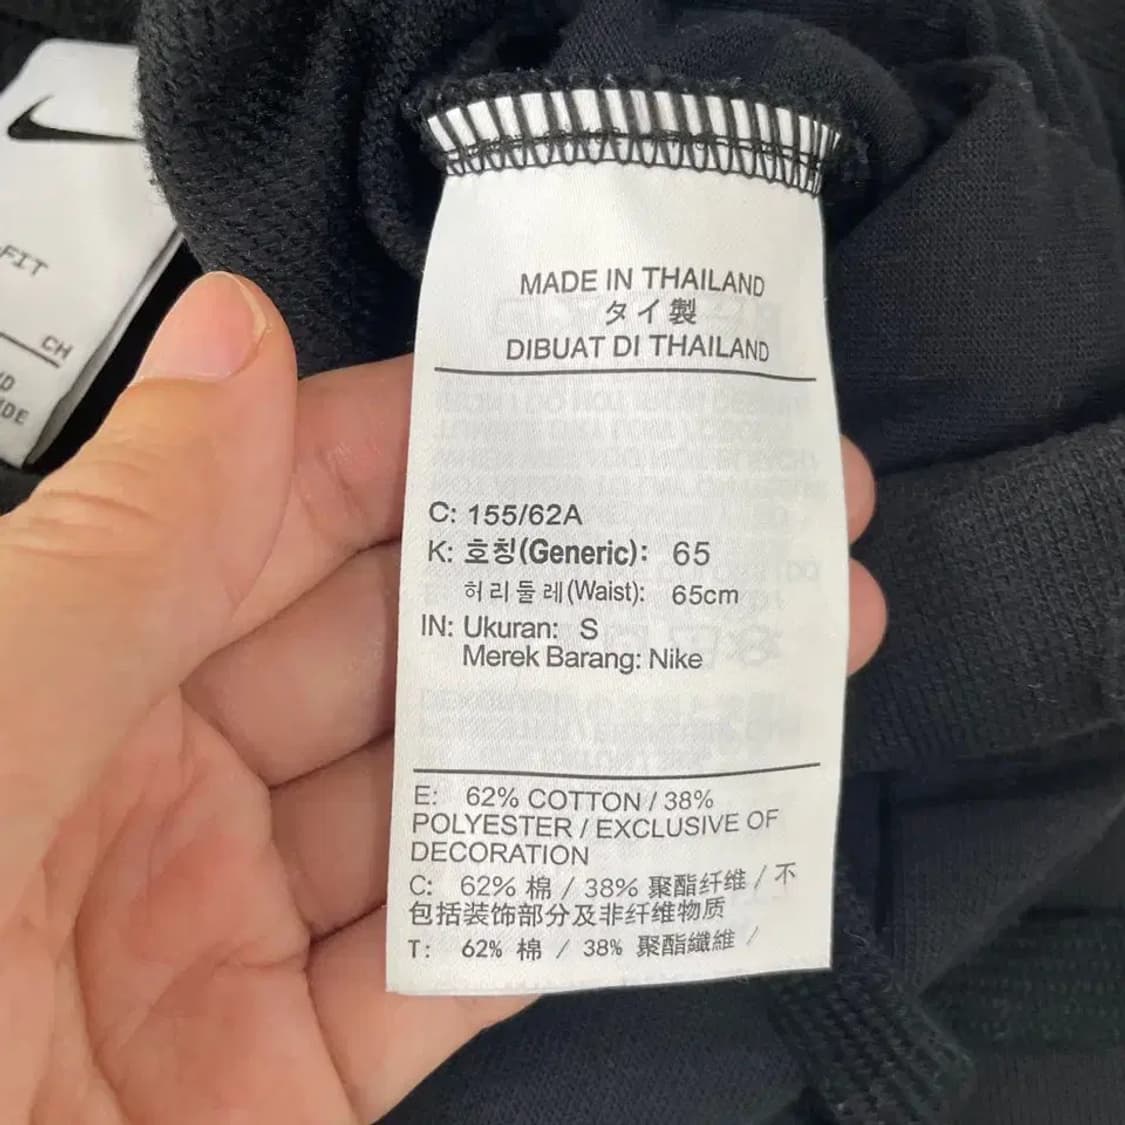 FIT
CH
MADE IN THAILAND
タイ製
DIBUAT DI THAILAND
C: 155/62A
K: 호칭(Generic): 65
허리둘레(Waist): 65cm
IN: Ukuran: S
Merek Barang: Nike
E: 62% COTTON / 38%
POLYESTER / EXCLUSIVE OF
DECORATION
C: 62% 棉 / 38% 聚酯纤维 / 不
包括装饰部分及非纤维物质
T: 62% 棉 / 38% 聚酯纖維 /